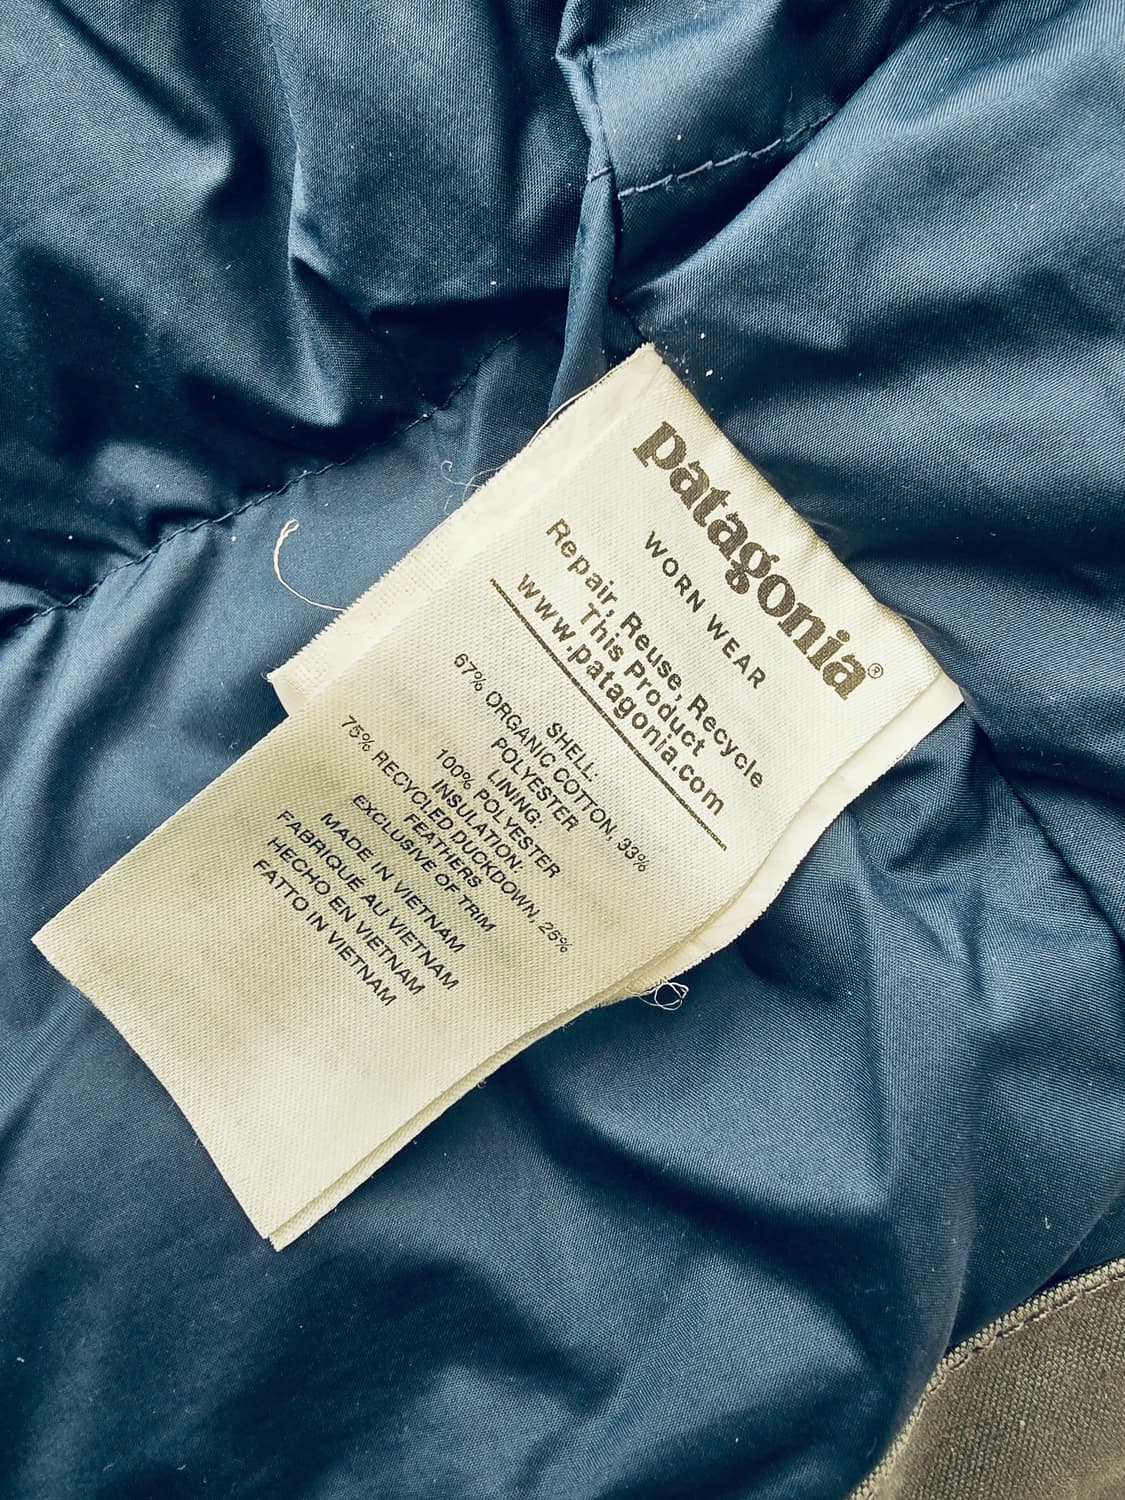 patagonia®
WORN WEAR
Repair, Reuse, Recycle
This Product
www.patagonia.com
SHELL:
67% ORGANIC COTTON, 33%
POLYESTER
LINING:
100% POLYESTER
INSULATION:
75% RECYCLED DUCKDOWN, 25%
FEATHERS
EXCLUSIVE OF TRIM
MADE IN VIETNAM
FABRIQUE AU VIETNAM
HECHO EN VIETNAM
FATTO IN VIETNAM